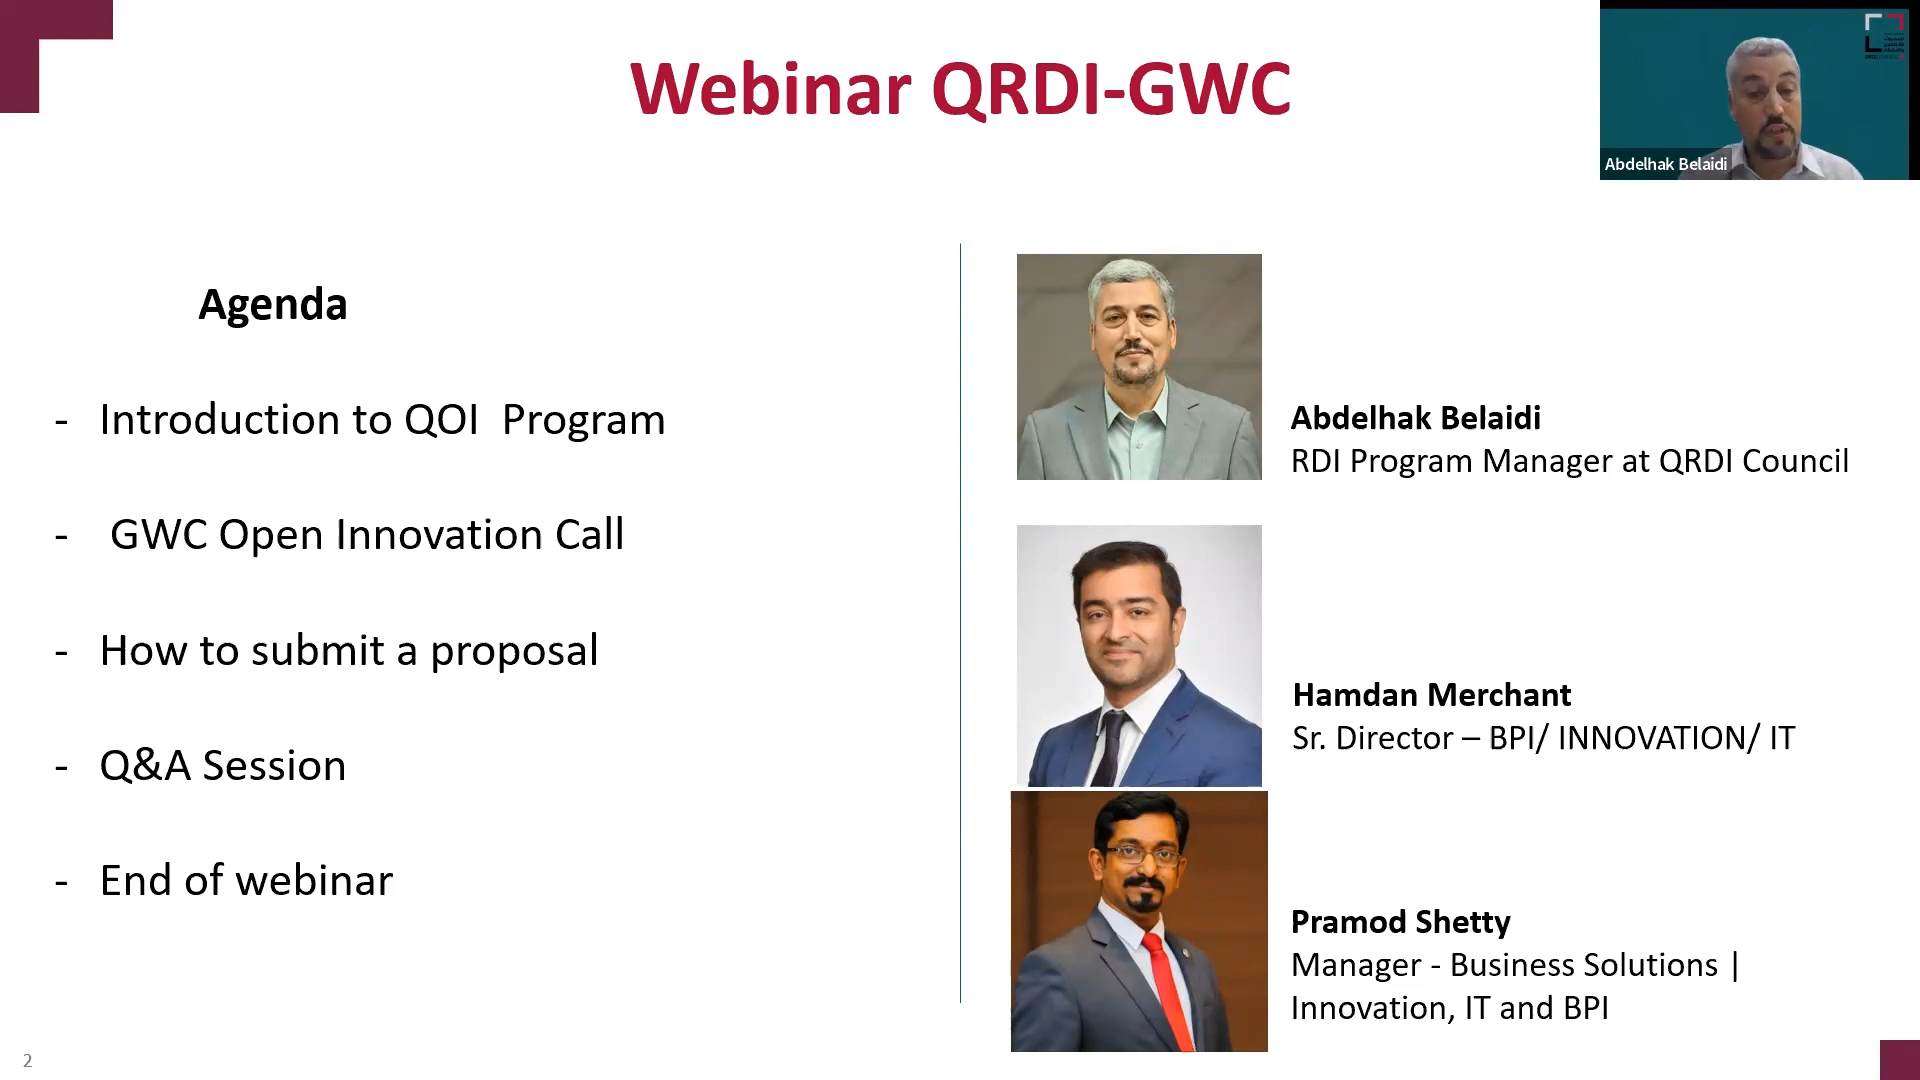 Webinar QRDI-GWC
Abdelhak Belaidi
Agenda
- Introduction to QOI  Program
- GWC Open Innovation Call
- How to submit a proposal
- Q&A Session
- End of webinar
Abdelhak Belaidi
RDI Program Manager at QRDI Council
Hamdan Merchant
Sr. Director – BPI/ INNOVATION/ IT
Pramod Shetty
Manager - Business Solutions |
Innovation, IT and BPI
2